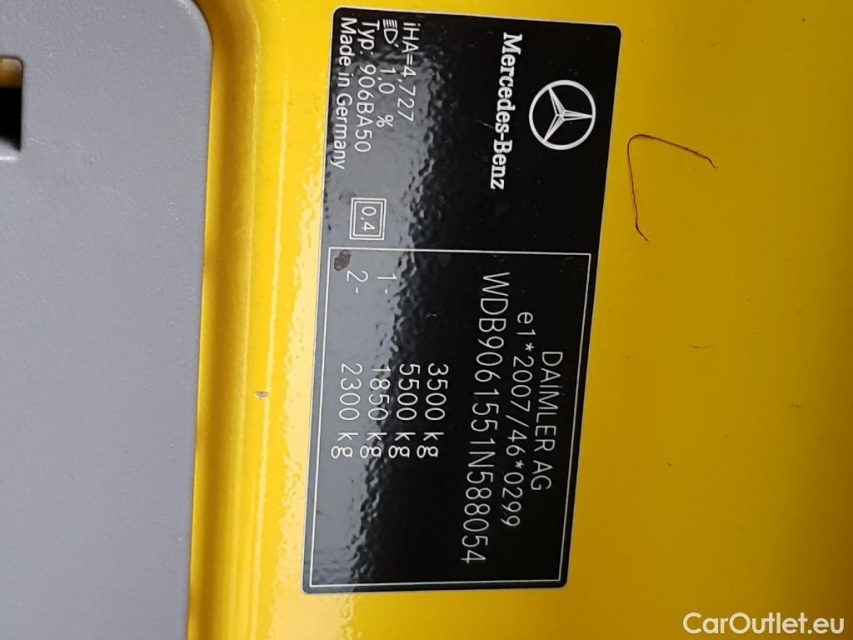 Mercedes-Benz
iHA=4,727
1,0 %
Typ: 906BA50
Made in Germany
0.4
DAIMLER AG
e1*2007/46*0299
WDB9061551N588054
3500 kg
5500 kg
1- 1850 kg
2- 2300 kg
CarOutlet.eu